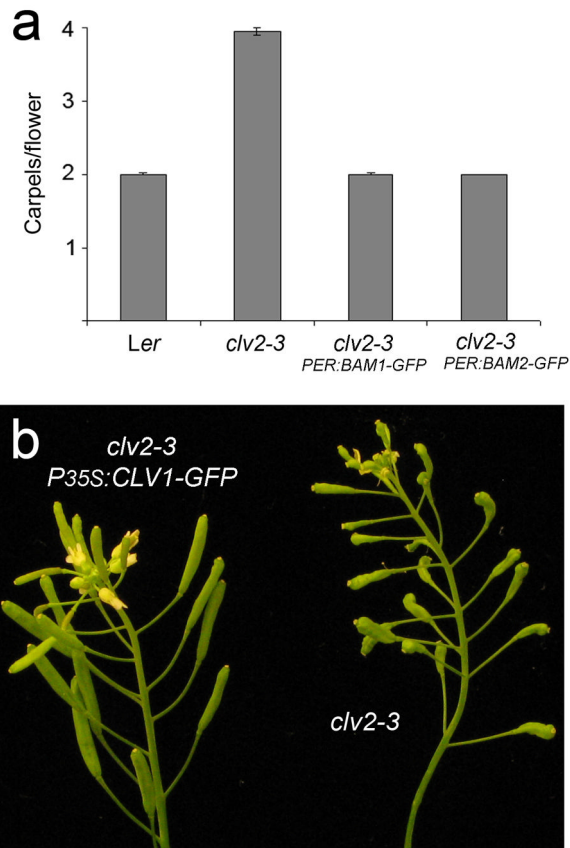 a
Carpels/flower
4
3
2
1
Ler
clv2-3
clv2-3
PER:BAM1-GFP
clv2-3
PER:BAM2-GFP
b
clv2-3
P35S:CLV1-GFP
clv2-3